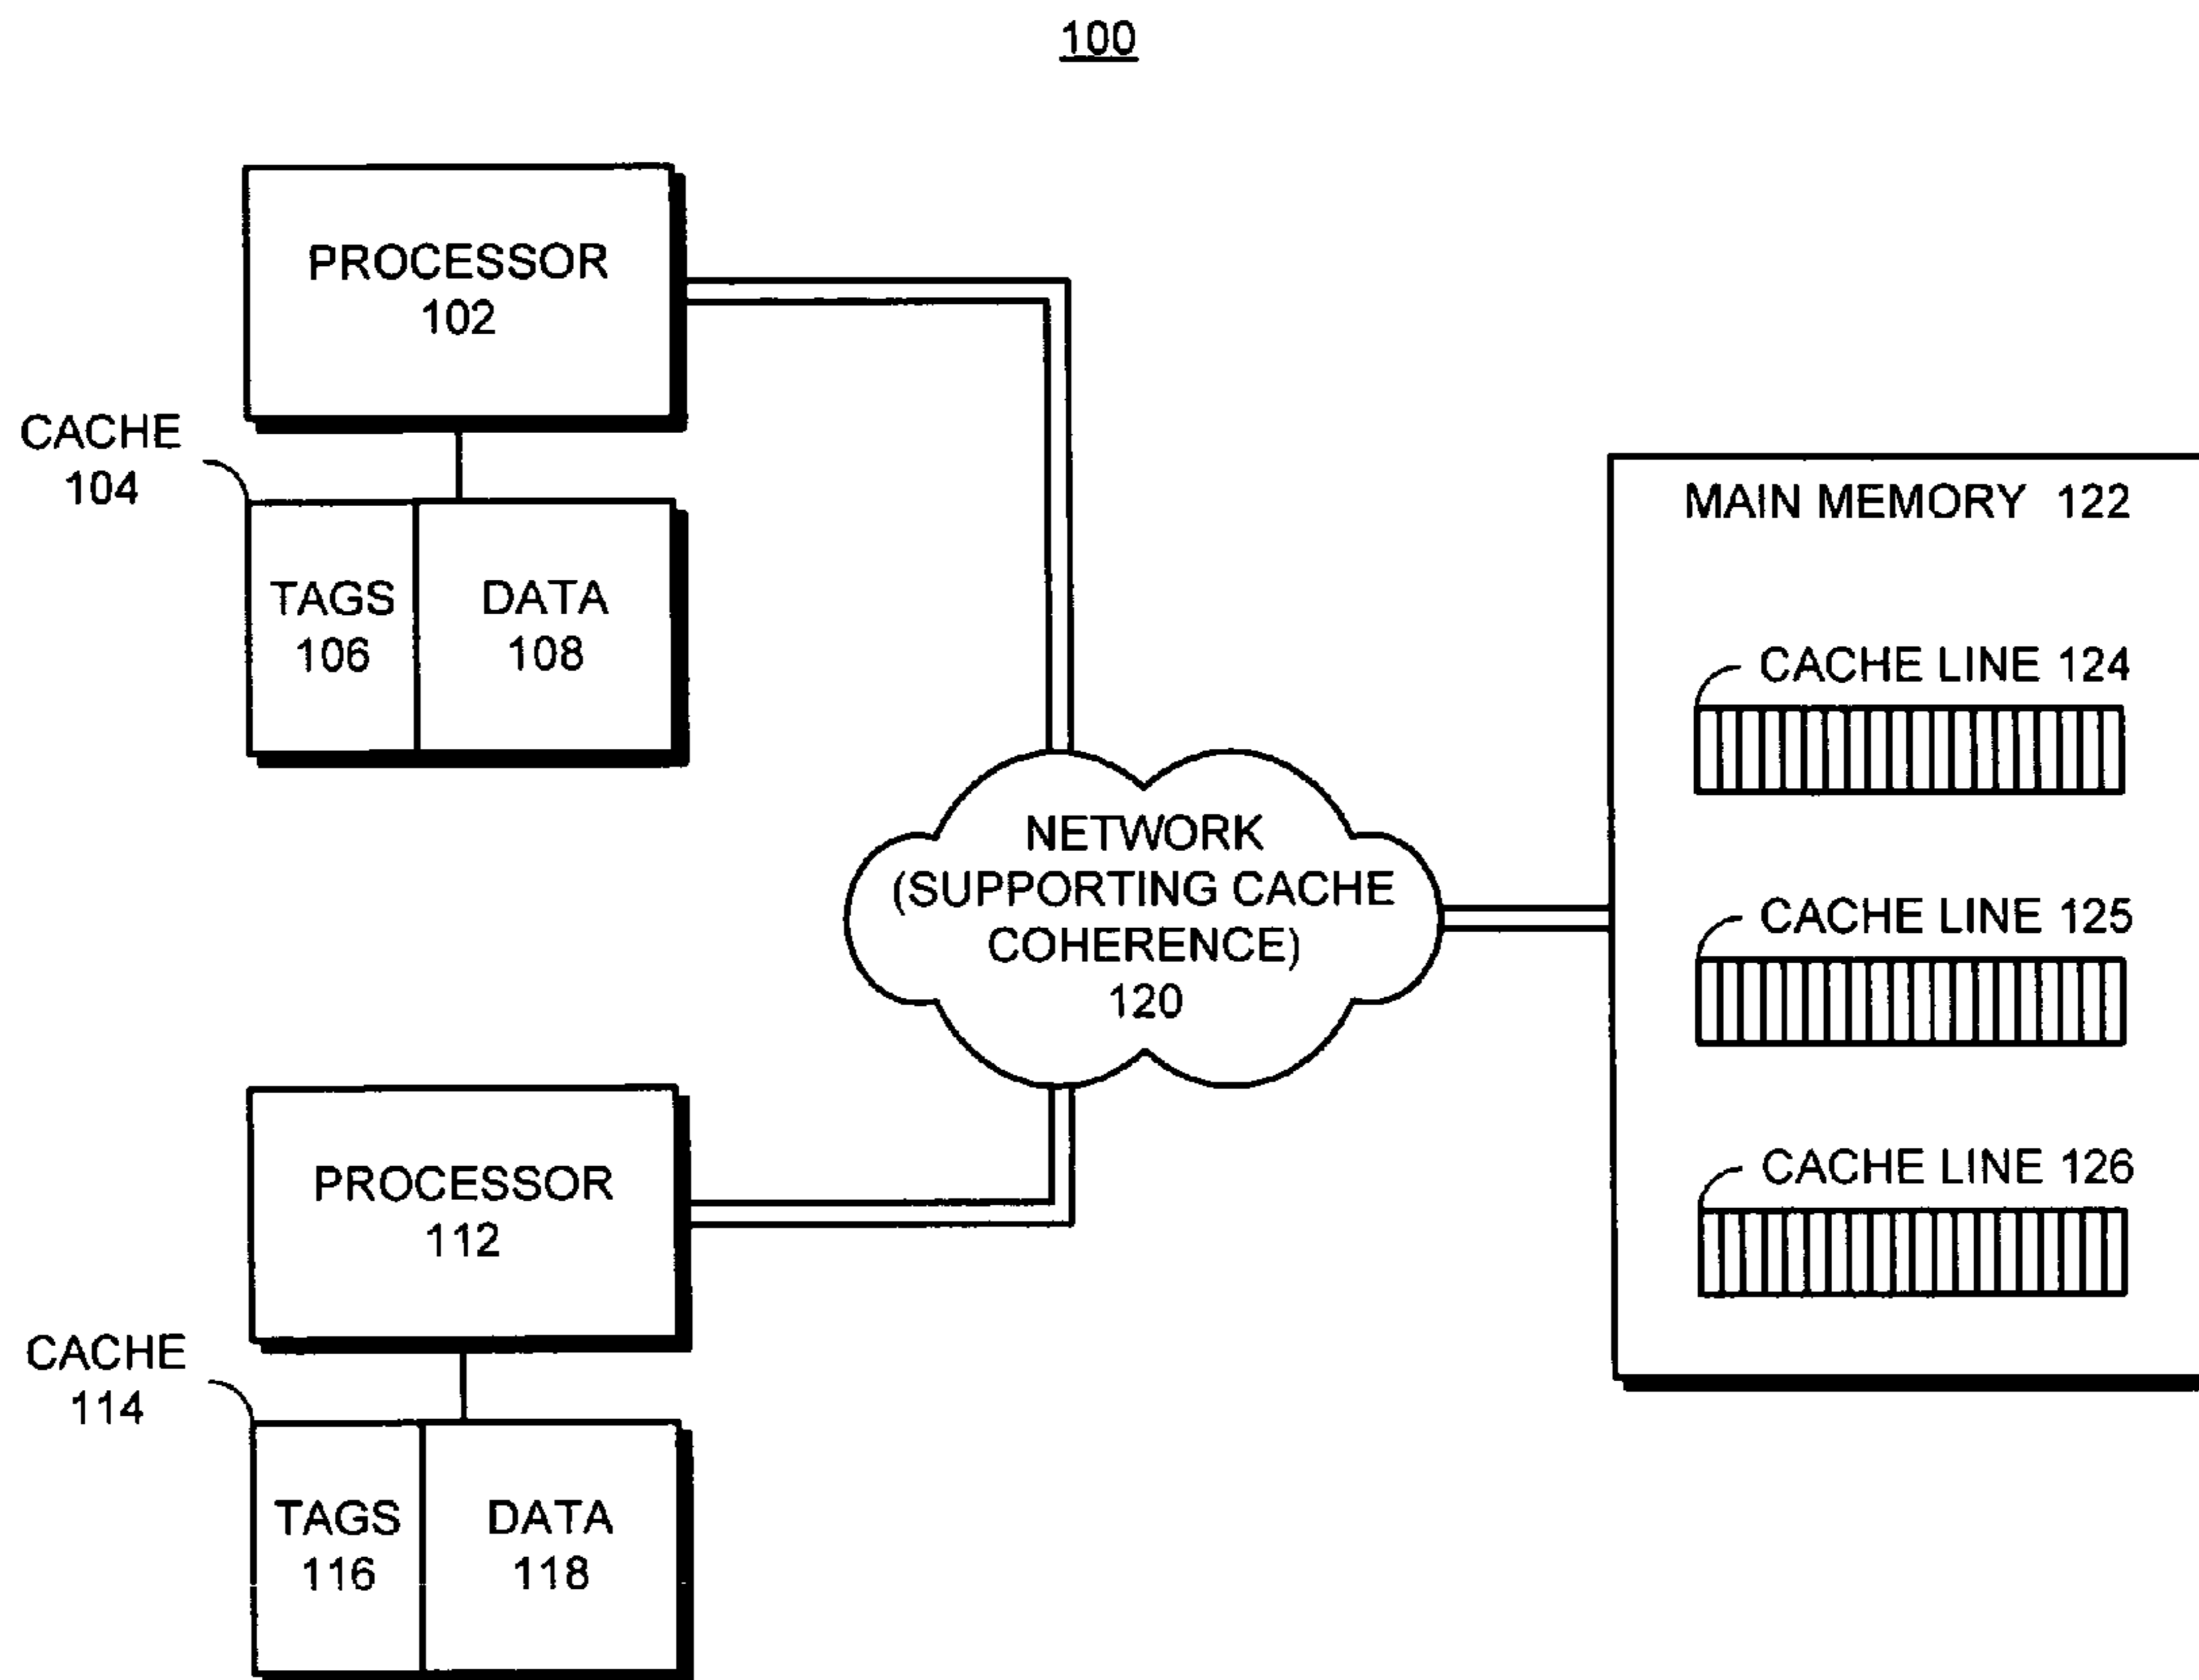 100
PROCESSOR
102
CACHE
104
TAGS
106
DATA
108
MAIN MEMORY 122
CACHE LINE 124
CACHE LINE 125
CACHE LINE 126
NETWORK
(SUPPORTING CACHE
COHERENCE)
120
PROCESSOR
112
CACHE
114
TAGS
116
DATA
118